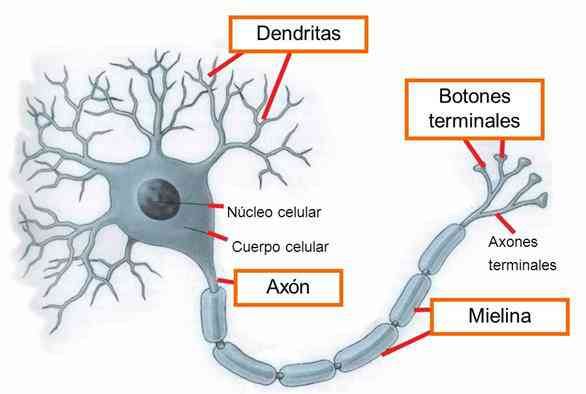 Dendritas
Botones
terminales
Núcleo celular
Cuerpo celular
Axones
terminales
Axón
Mielina